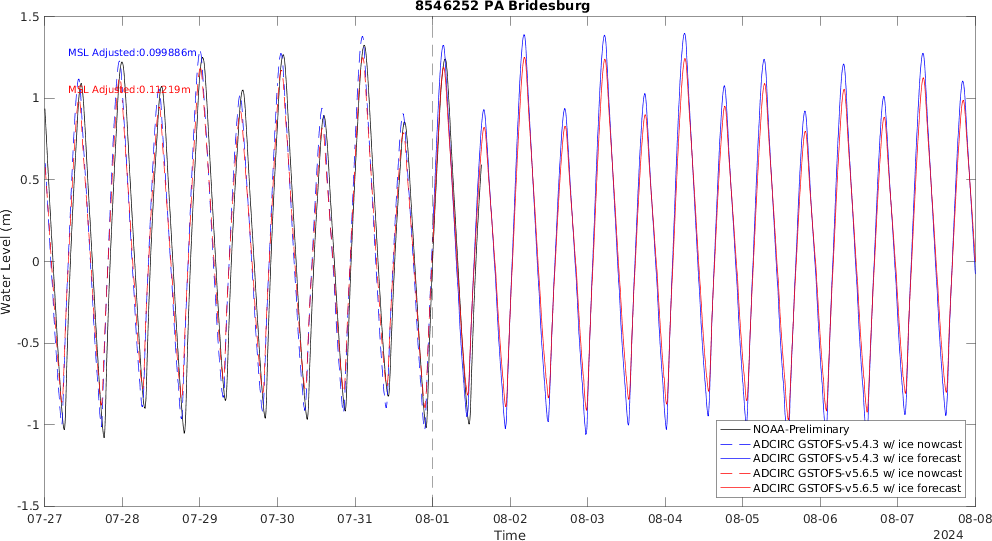 8546252 PA Bridesburg
1.5
1
0.5
0
-0.5
-1
-1.5
Water Level (m)
MSL Adjusted:0.099886m
MSL Adjusted:0.11219m
NOAA-Preliminary
ADCIRC GSTOFS-v5.4.3 w/ ice nowcast
ADCIRC GSTOFS-v5.4.3 w/ ice forecast
ADCIRC GSTOFS-v5.6.5 w/ ice nowcast
ADCIRC GSTOFS-v5.6.5 w/ ice forecast
07-27 07-28 07-29 07-30 07-31 08-01 08-02 08-03 08-04 08-05 08-06 08-07 08-08
Time
2024